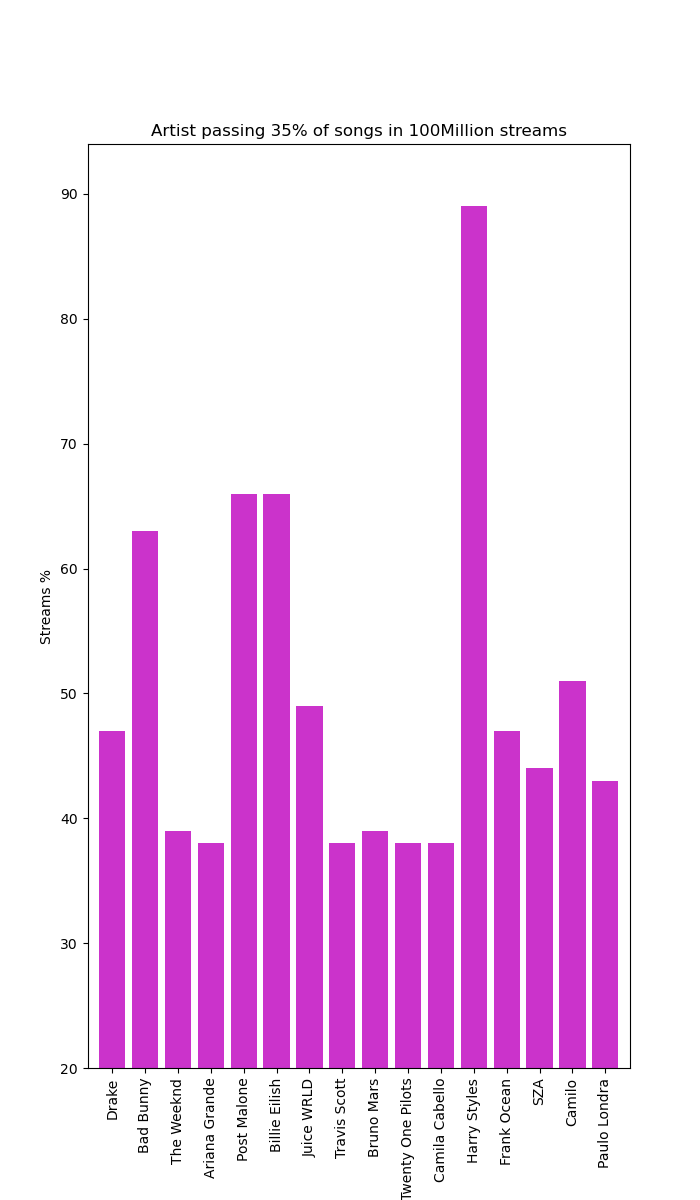 Artist passing 35% of songs in 100Million streams
90
80
70
60
50
40
30
20
Streams %
Drake
Bad Bunny
The Weeknd
Ariana Grande
Post Malone
Billie Eilish
Juice WRLD
Travis Scott
Bruno Mars
Twenty One Pilots
Camila Cabello
Harry Styles
Frank Ocean
SZA
Camilo
Paulo Londra